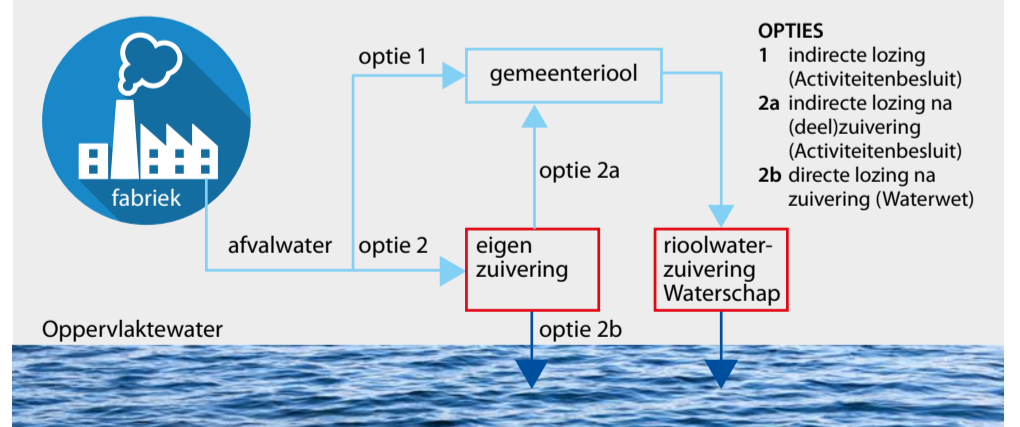 OPTIES
1 indirecte lozing
(Activiteitenbesluit)
2a indirecte lozing na
(deel)zuivering
(Activiteitenbesluit)
2b directe lozing na
zuivering (Waterwet)
optie 1
gemeenteriool
optie 2a
fabriek
afvalwater
optie 2
eigen
zuivering
rioolwater-
zuivering
Waterschap
Oppervlaktewater
optie 2b